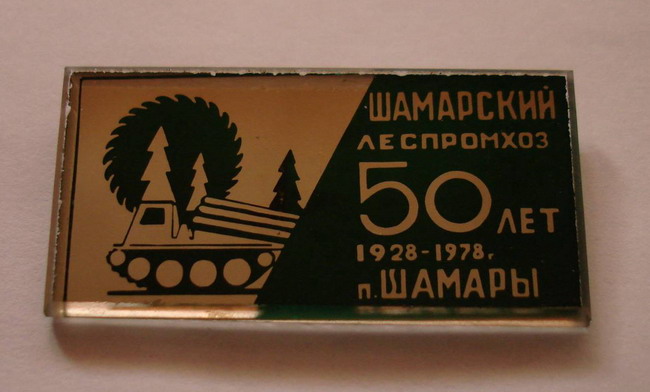 ШАМАРСКИЙ
ЛЕСПРОМХОЗ
50 ЛЕТ
1928-1978г.
п. ШАМАРЫ